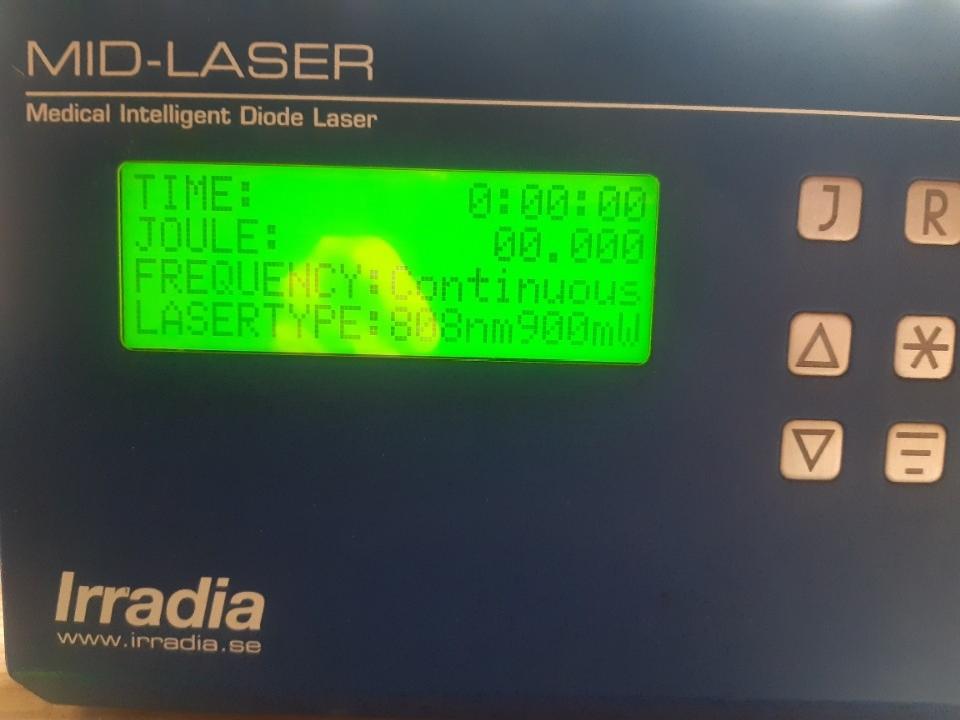 MID-LASER
Medical Intelligent Diode Laser
TIME: 0:00:00
JOULE: 00.000
FREQUENCY:Continuous
LASERTYPE:808nm900mW
J R
Irradia
www.irradia.se